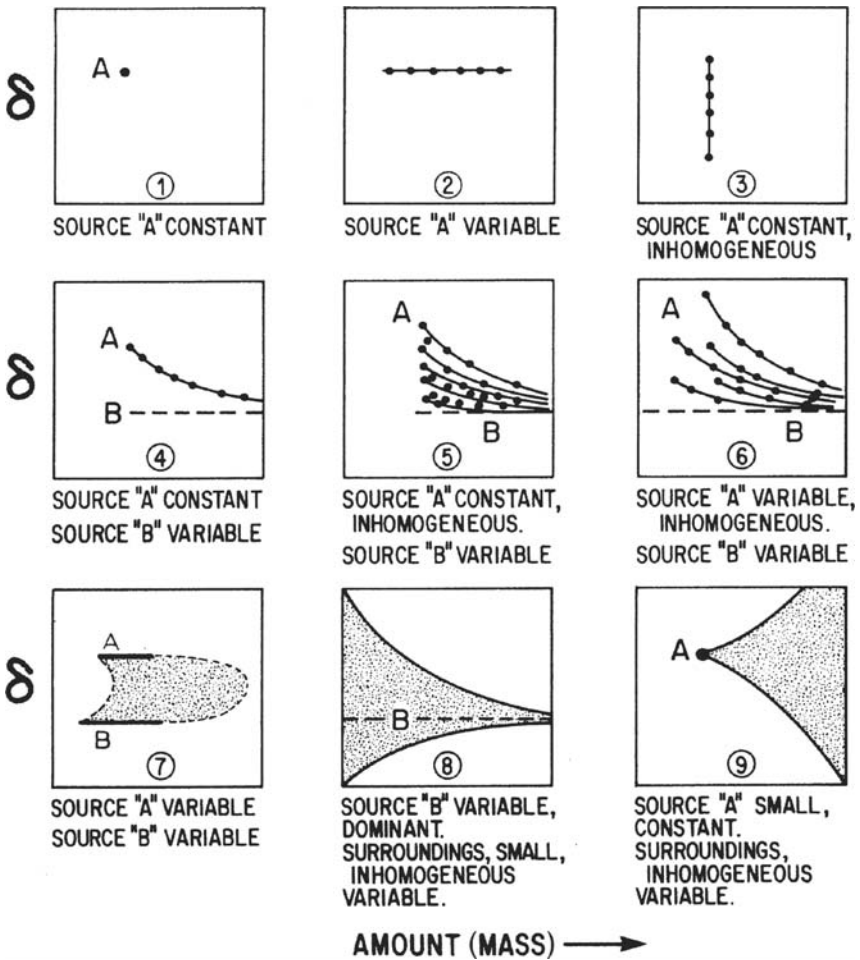 δ
A
①
SOURCE "A" CONSTANT
②
SOURCE "A" VARIABLE
③
SOURCE "A" CONSTANT,
INHOMOGENEOUS
δ
A
B
④
SOURCE "A" CONSTANT
SOURCE "B" VARIABLE
A
B
⑤
SOURCE "A" CONSTANT,
INHOMOGENEOUS.
SOURCE "B" VARIABLE
A
B
⑥
SOURCE "A" VARIABLE,
INHOMOGENEOUS.
SOURCE "B" VARIABLE
δ
A
B
⑦
SOURCE "A" VARIABLE
SOURCE "B" VARIABLE
B
⑧
SOURCE "B" VARIABLE,
DOMINANT.
SURROUNDINGS, SMALL,
INHOMOGENEOUS
VARIABLE.
A
⑨
SOURCE "A" SMALL,
CONSTANT.
SURROUNDINGS,
INHOMOGENEOUS
VARIABLE.
AMOUNT (MASS)